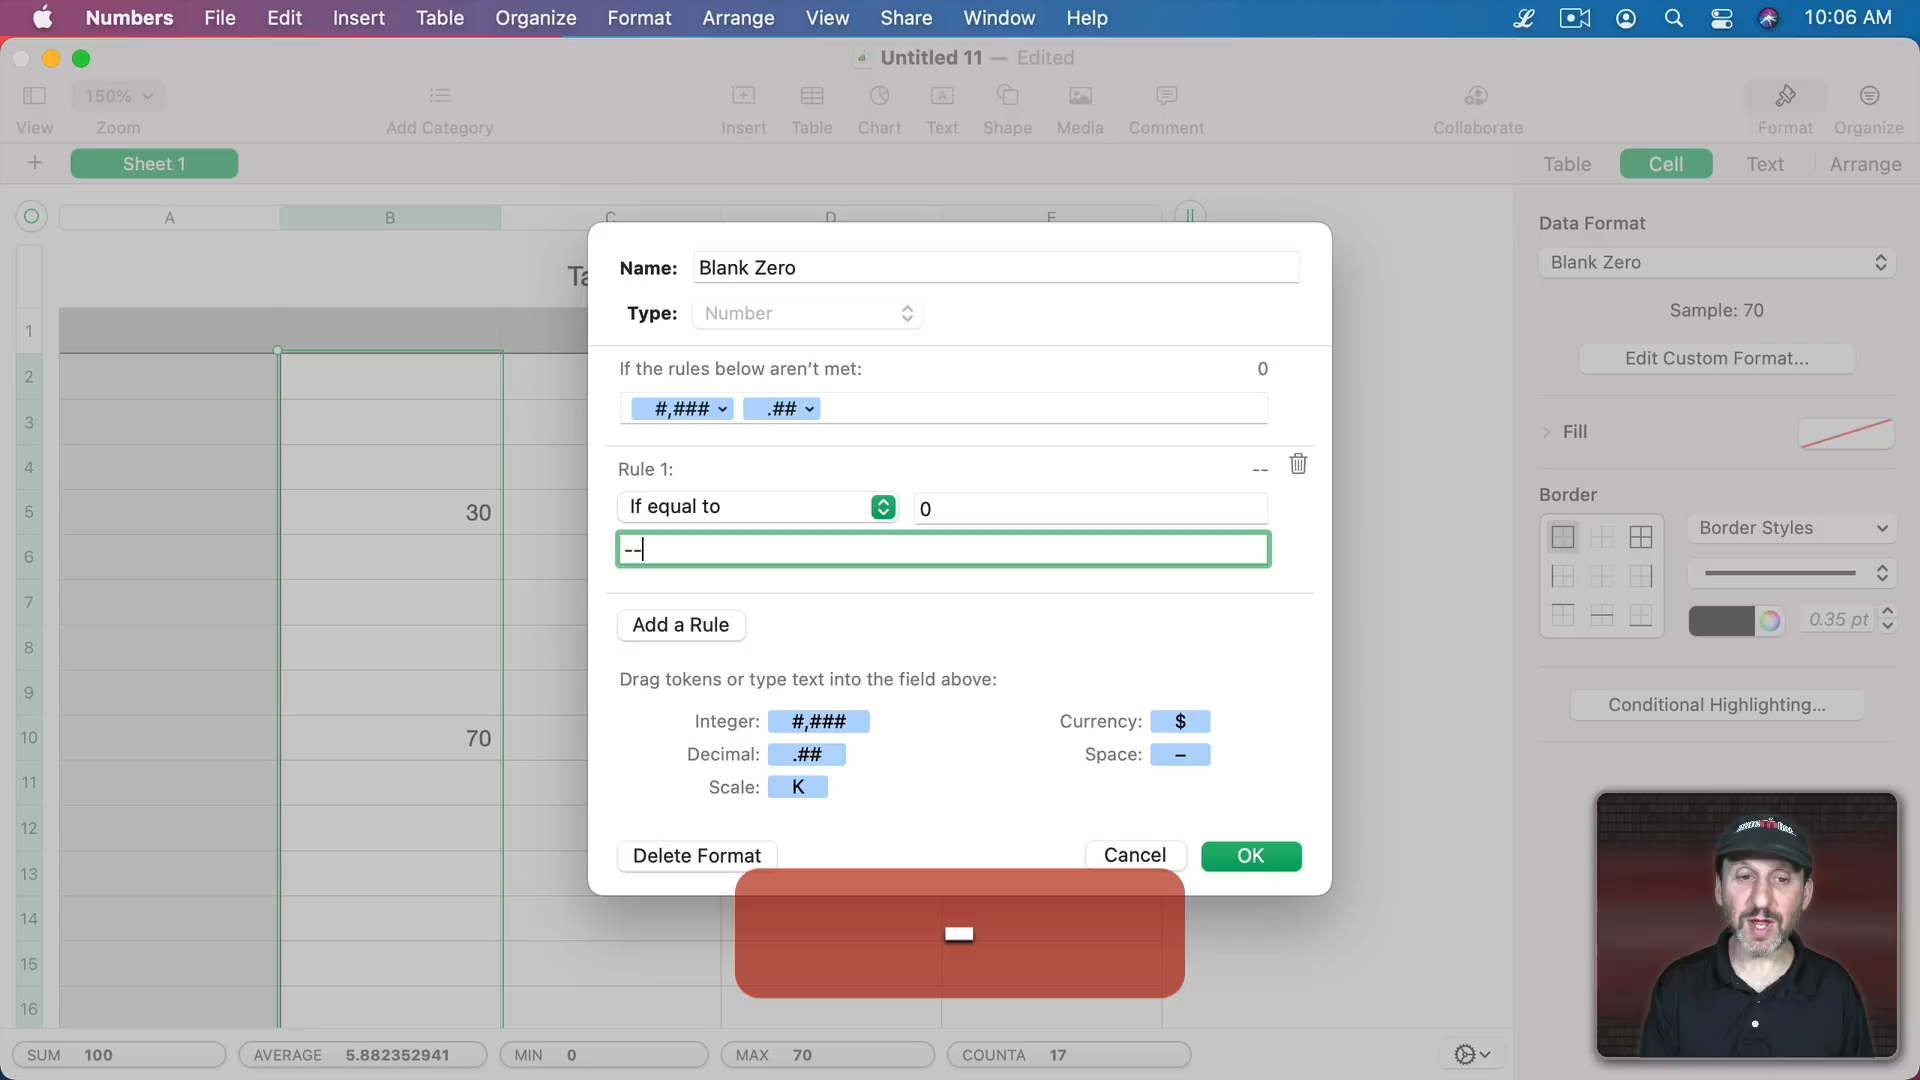 Numbers File Edit Insert Table Organize Format Arrange View Share Window Help 10:06 AM
Untitled 11 — Edited
150%
View Zoom Add Category Insert Table Chart Text Shape Media Comment Collaborate Format Organize
Sheet 1
Table Cell Text Arrange
A B C D E
Data Format
Blank Zero
Sample: 70
Edit Custom Format...
Fill
Border
Border Styles
0.35 pt
Conditional Highlighting...
Ta
1
2
3
4
5 30
6
7
8
9
10 70
11
12
13
14
15
16
Name: Blank Zero
Type: Number
If the rules below aren't met: 0
#,### .##
Rule 1: --
If equal to 0
--
Add a Rule
Drag tokens or type text into the field above:
Integer: #,### Currency: $
Decimal: .## Space: –
Scale: K
Delete Format Cancel OK
-
SUM 100 AVERAGE 5.882352941 MIN 0 MAX 70 COUNTA 17